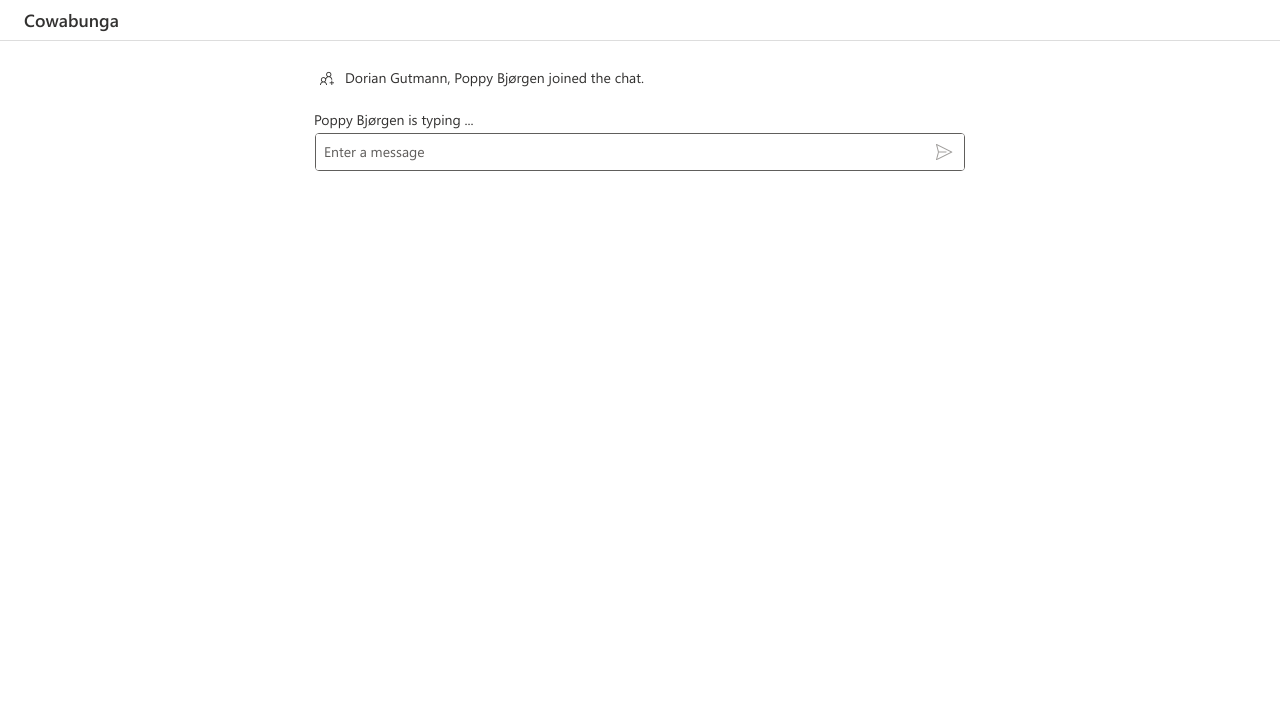 Cowabunga
Dorian Gutmann, Poppy Bjørgen joined the chat.
Poppy Bjørgen is typing ...
Enter a message